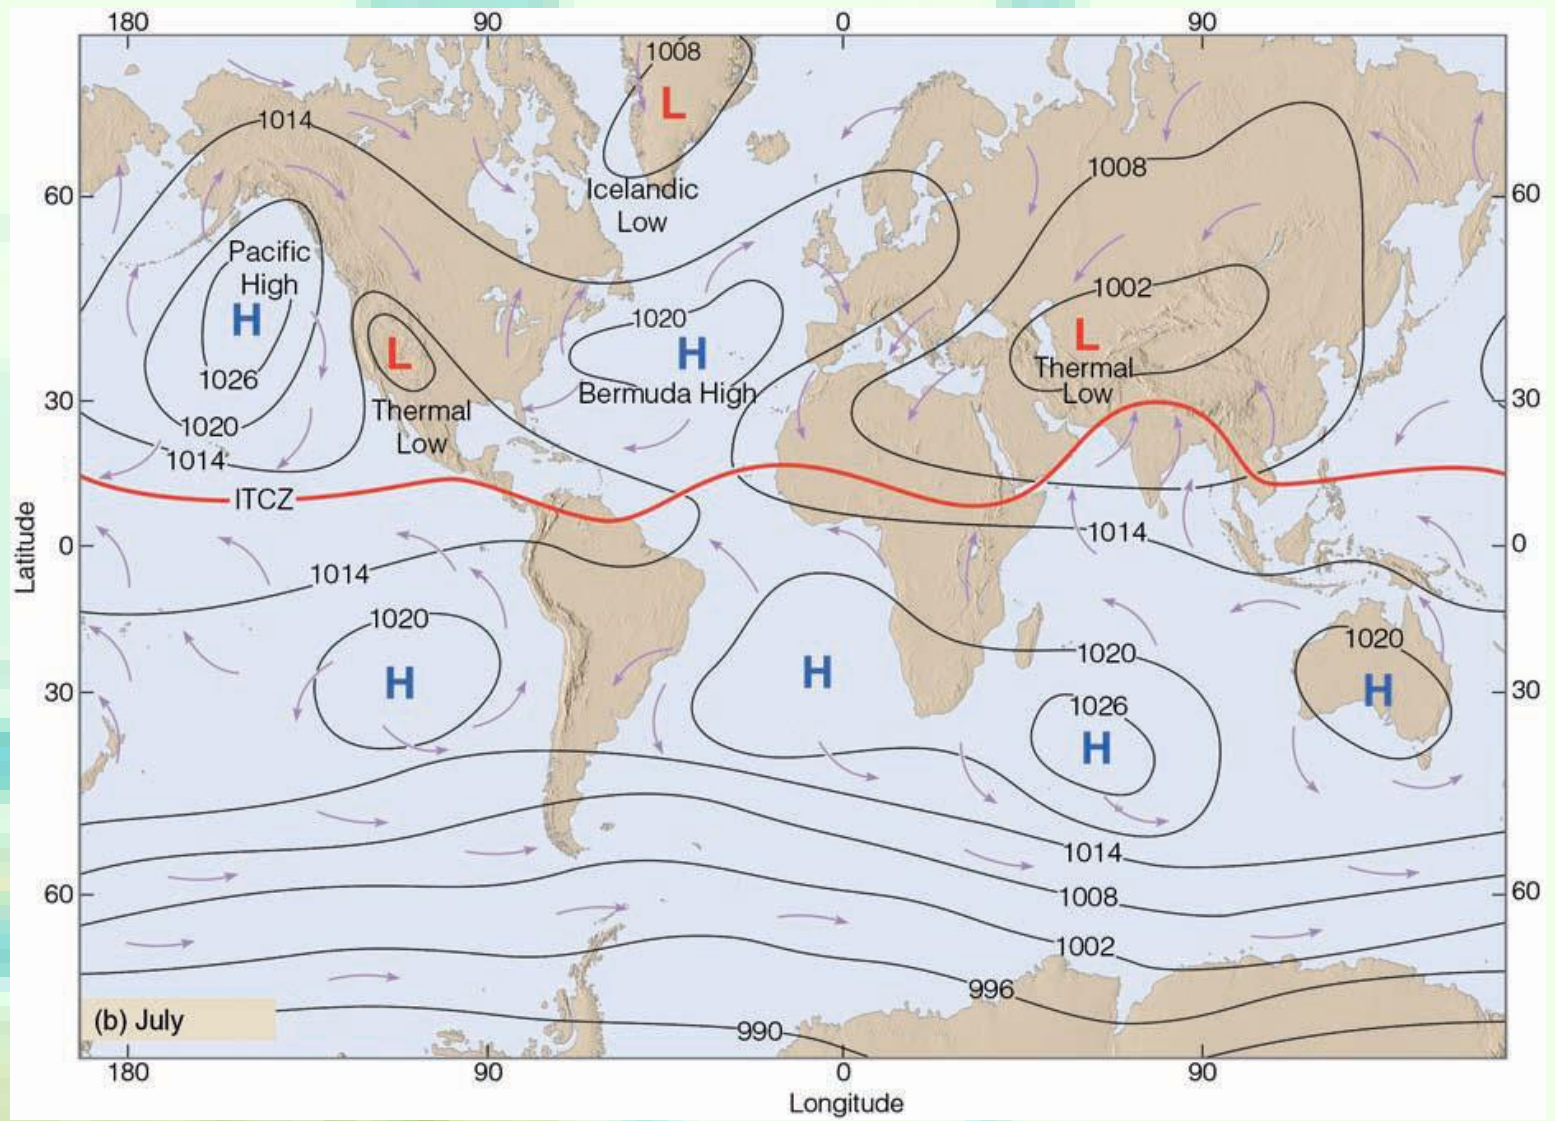 180 90 0 90
1008
L
1014
1008
60 60
Icelandic
Low
Pacific
High
H
1026
1020
1014
1020
H
Bermuda High
1002
L
Thermal
Low
L
Thermal
Low
30 30
ITCZ
Latitude
0 0
1014
1014
1020
H
H
1020
1026
H
1020
H
30 30
1014
1008
60 60
1002
996
990
(b) July
180 90 0 90
Longitude